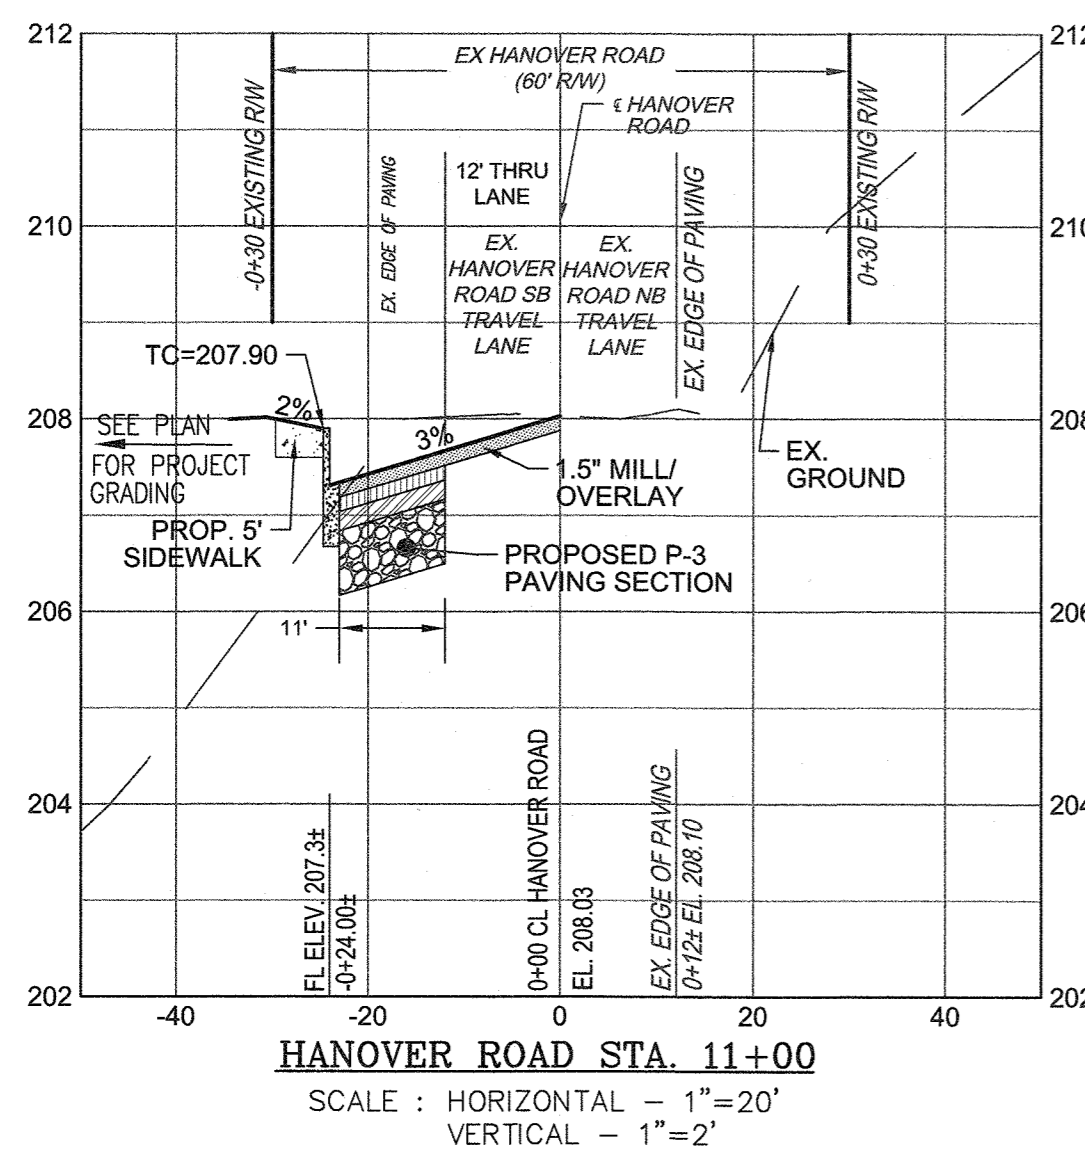 212
212
EX HANOVER ROAD
(60' R/W)
℄ HANOVER
ROAD
-0+30 EXISTING R/W
0+30 EXISTING R/W
EX. EDGE OF PAVING
12' THRU
LANE
EX. EDGE OF PAVING
210
210
EX.
HANOVER
ROAD SB
TRAVEL
LANE
EX.
HANOVER
ROAD NB
TRAVEL
LANE
TC=207.90
208
208
2%
3%
SEE PLAN
FOR PROJECT
GRADING
1.5" MILL/
OVERLAY
EX.
GROUND
PROP. 5'
SIDEWALK
PROPOSED P-3
PAVING SECTION
206
206
11'
204
204
FL ELEV. 207.3±
-0+24.00±
0+00 CL HANOVER ROAD
EL. 208.03
EX. EDGE OF PAVING
0+12± EL. 208.10
202
202
-40
-20
0
20
40
HANOVER ROAD STA. 11+00
SCALE : HORIZONTAL - 1"=20'
VERTICAL - 1"=2'